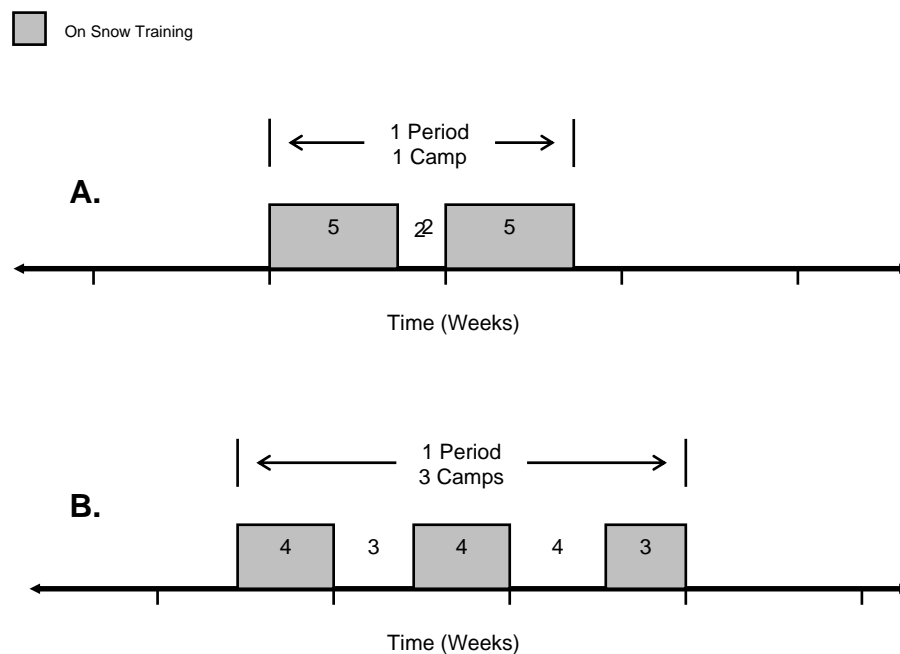 On Snow Training
1 Period
1 Camp
A.
5 2 5
Time (Weeks)
1 Period
3 Camps
B.
4 3 4 4 3
Time (Weeks)